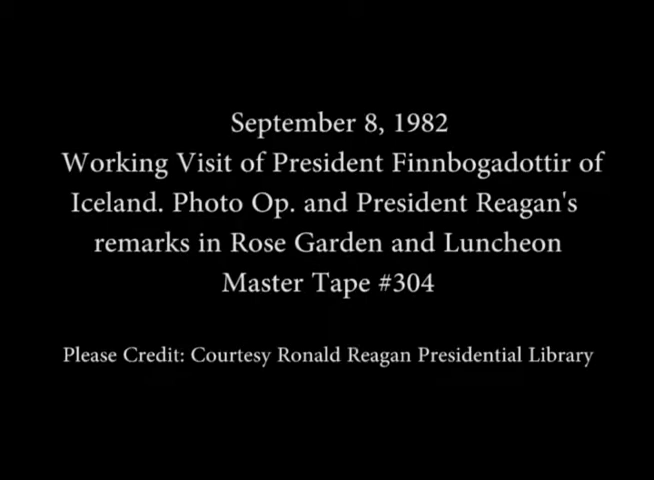 September 8, 1982
Working Visit of President Finnbogadottir of
Iceland. Photo Op. and President Reagan's
remarks in Rose Garden and Luncheon
Master Tape #304
Please Credit: Courtesy Ronald Reagan Presidential Library